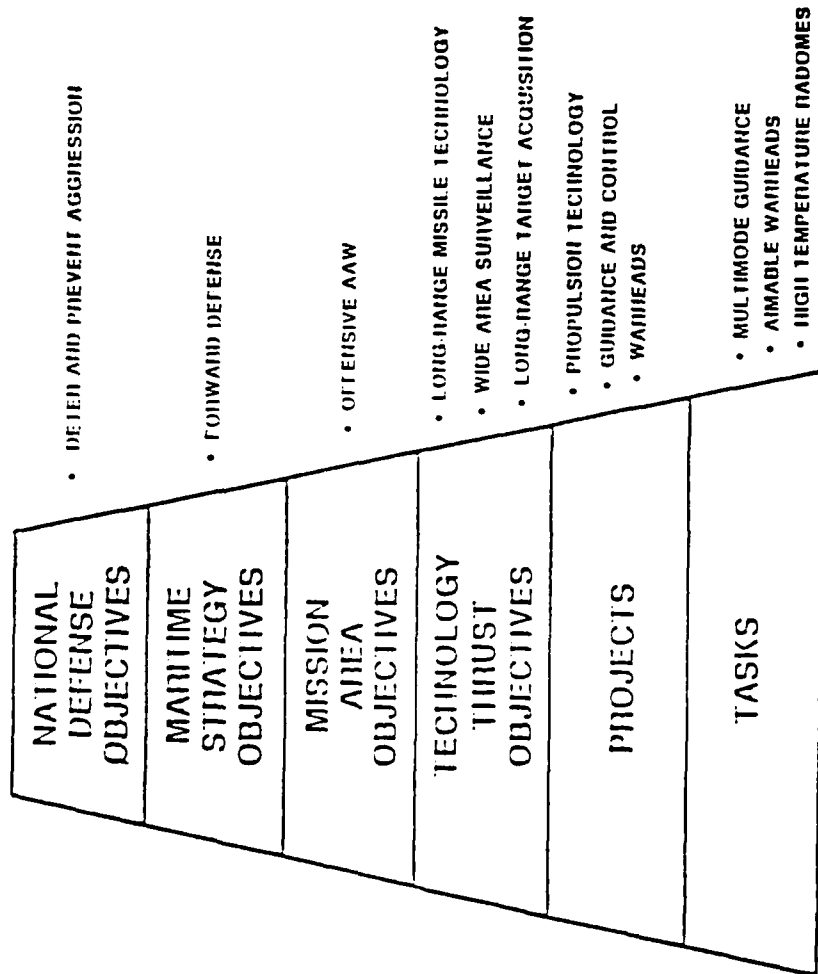 NATIONAL
DEFENSE
OBJECTIVES
• DETER AND PREVENT AGGRESSION
MARITIME
STRATEGY
OBJECTIVES
• FORWARD DEFENSE
MISSION
AREA
OBJECTIVES
• OFFENSIVE AAW
TECHNOLOGY
THRUST
OBJECTIVES
• LONG-RANGE MISSILE TECHNOLOGY
• WIDE AREA SURVEILLANCE
• LONG-RANGE TARGET ACQUISITION
PROJECTS
• PROPULSION TECHNOLOGY
• GUIDANCE AND CONTROL
• WARHEADS
TASKS
• MULTIMODE GUIDANCE
• AIMABLE WARHEADS
• HIGH TEMPERATURE RADOMES